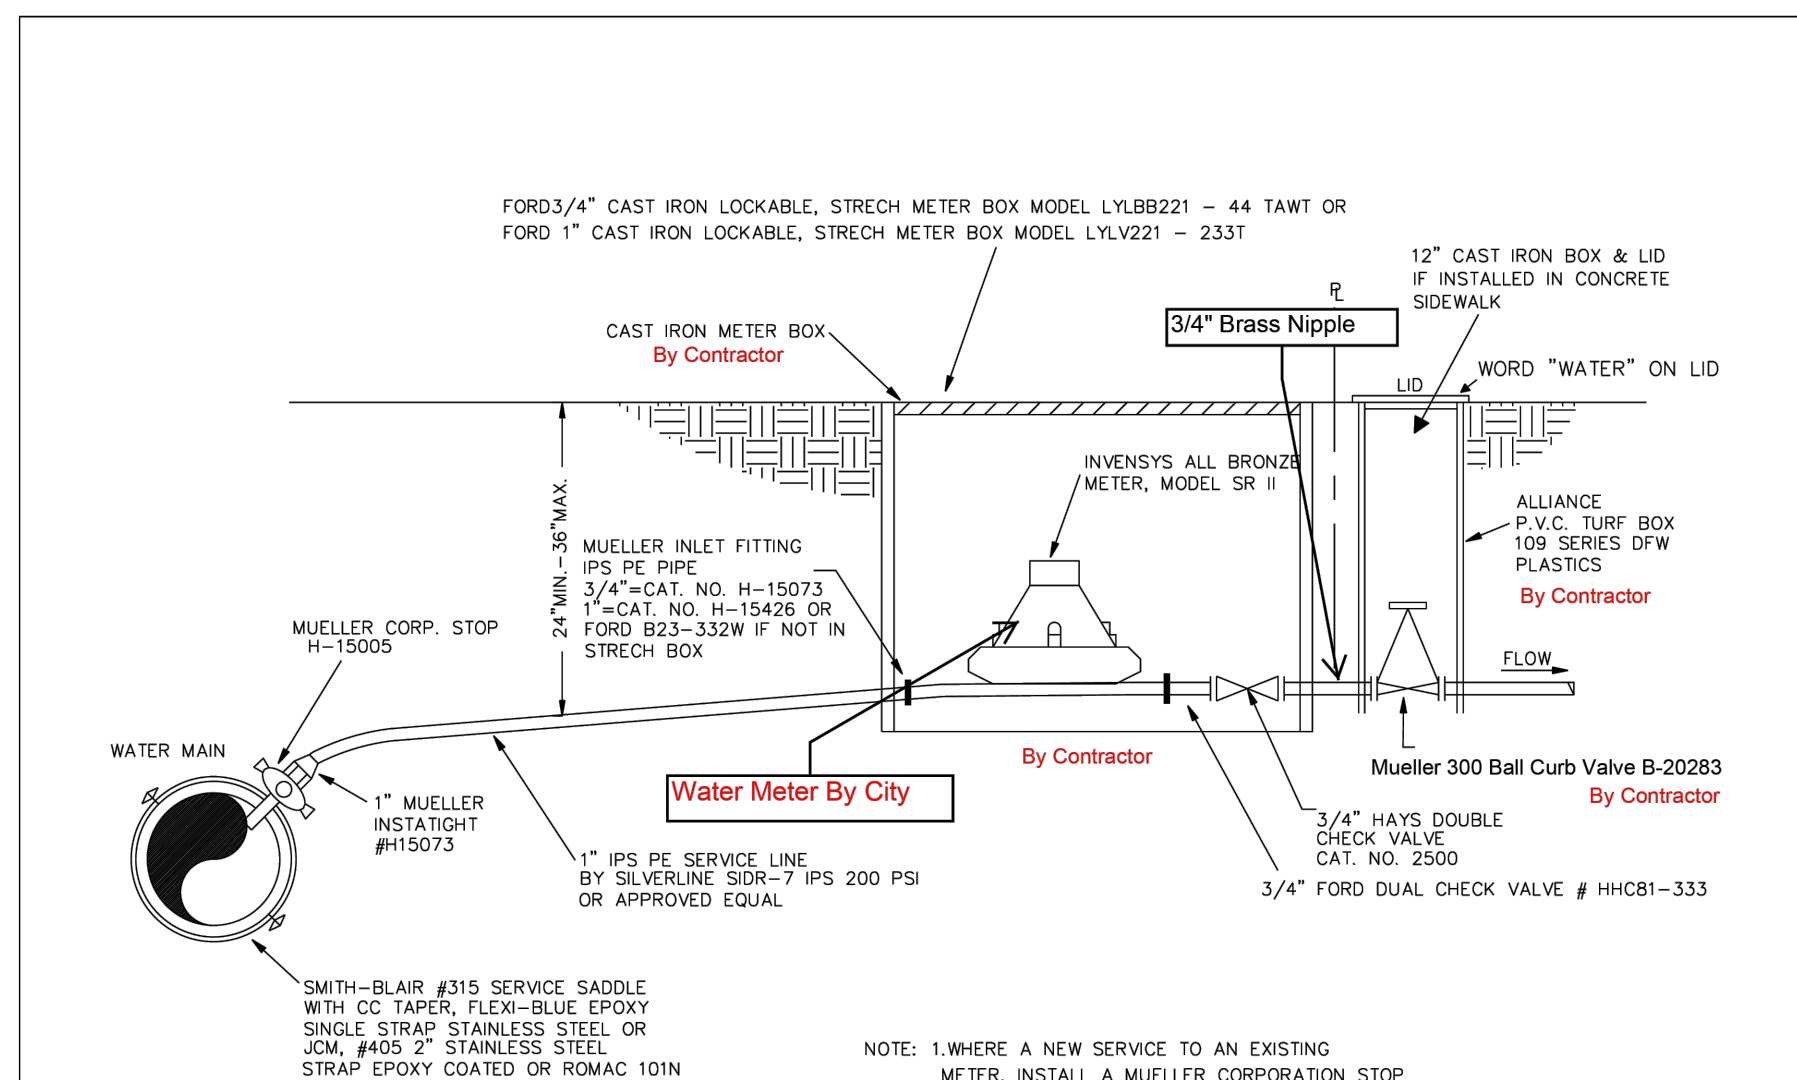 FORD3/4" CAST IRON LOCKABLE, STRECH METER BOX MODEL LYLBB221 - 44 TAWT OR
FORD 1" CAST IRON LOCKABLE, STRECH METER BOX MODEL LYLV221 - 233T
12" CAST IRON BOX & LID
IF INSTALLED IN CONCRETE
SIDEWALK
PL
3/4" Brass Nipple
CAST IRON METER BOX
By Contractor
WORD "WATER" ON LID
LID
INVENSYS ALL BRONZE
METER, MODEL SR II
24"MIN.-36"MAX.
ALLIANCE
P.V.C. TURF BOX
109 SERIES DFW
PLASTICS
By Contractor
MUELLER INLET FITTING
IPS PE PIPE
3/4"=CAT. NO. H-15073
1"=CAT. NO. H-15426 OR
FORD B23-332W IF NOT IN
STRECH BOX
MUELLER CORP. STOP
H-15005
FLOW
WATER MAIN
By Contractor
Mueller 300 Ball Curb Valve B-20283
By Contractor
Water Meter By City
1" MUELLER
INSTATIGHT
#H15073
3/4" HAYS DOUBLE
CHECK VALVE
CAT. NO. 2500
1" IPS PE SERVICE LINE
BY SILVERLINE SIDR-7 IPS 200 PSI
OR APPROVED EQUAL
3/4" FORD DUAL CHECK VALVE # HHC81-333
SMITH-BLAIR #315 SERVICE SADDLE
WITH CC TAPER, FLEXI-BLUE EPOXY
SINGLE STRAP STAINLESS STEEL OR
JCM, #405 2" STAINLESS STEEL
STRAP EPOXY COATED OR ROMAC 101N
NOTE: 1.WHERE A NEW SERVICE TO AN EXISTING
METER, INSTALL A MUELLER CORPORATION STOP